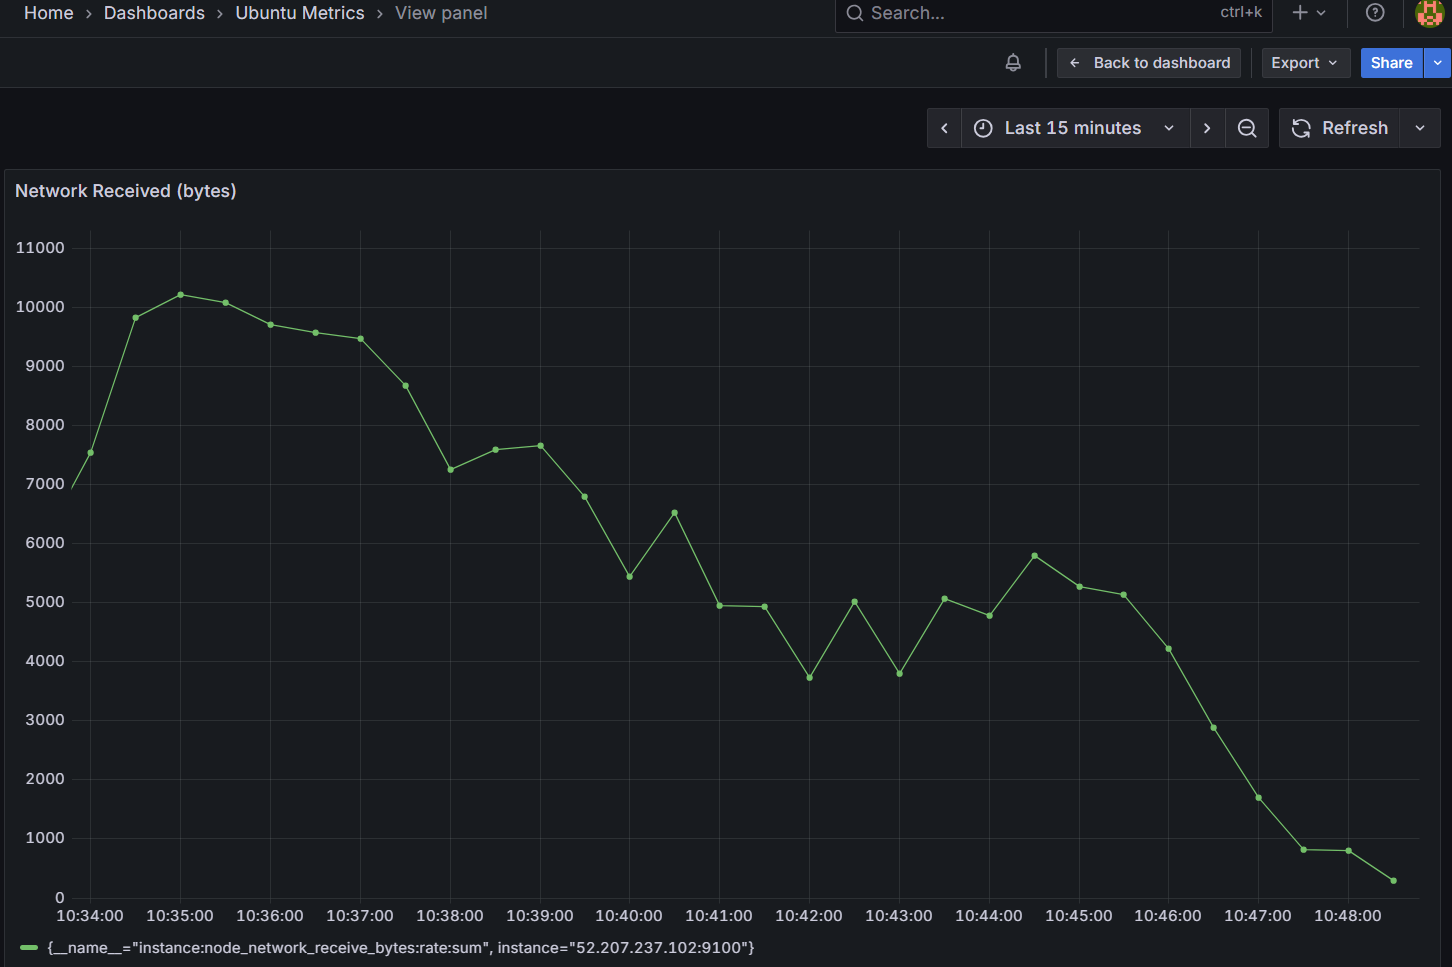 Home > Dashboards > Ubuntu Metrics > View panel
Search... ctrl+k
Back to dashboard Export Share
Last 15 minutes Refresh
Network Received (bytes)
11000
10000
9000
8000
7000
6000
5000
4000
3000
2000
1000
0
10:34:00 10:35:00 10:36:00 10:37:00 10:38:00 10:39:00 10:40:00 10:41:00 10:42:00 10:43:00 10:44:00 10:45:00 10:46:00 10:47:00 10:48:00
{__name__="instance:node_network_receive_bytes:rate:sum", instance="52.207.237.102:9100"}